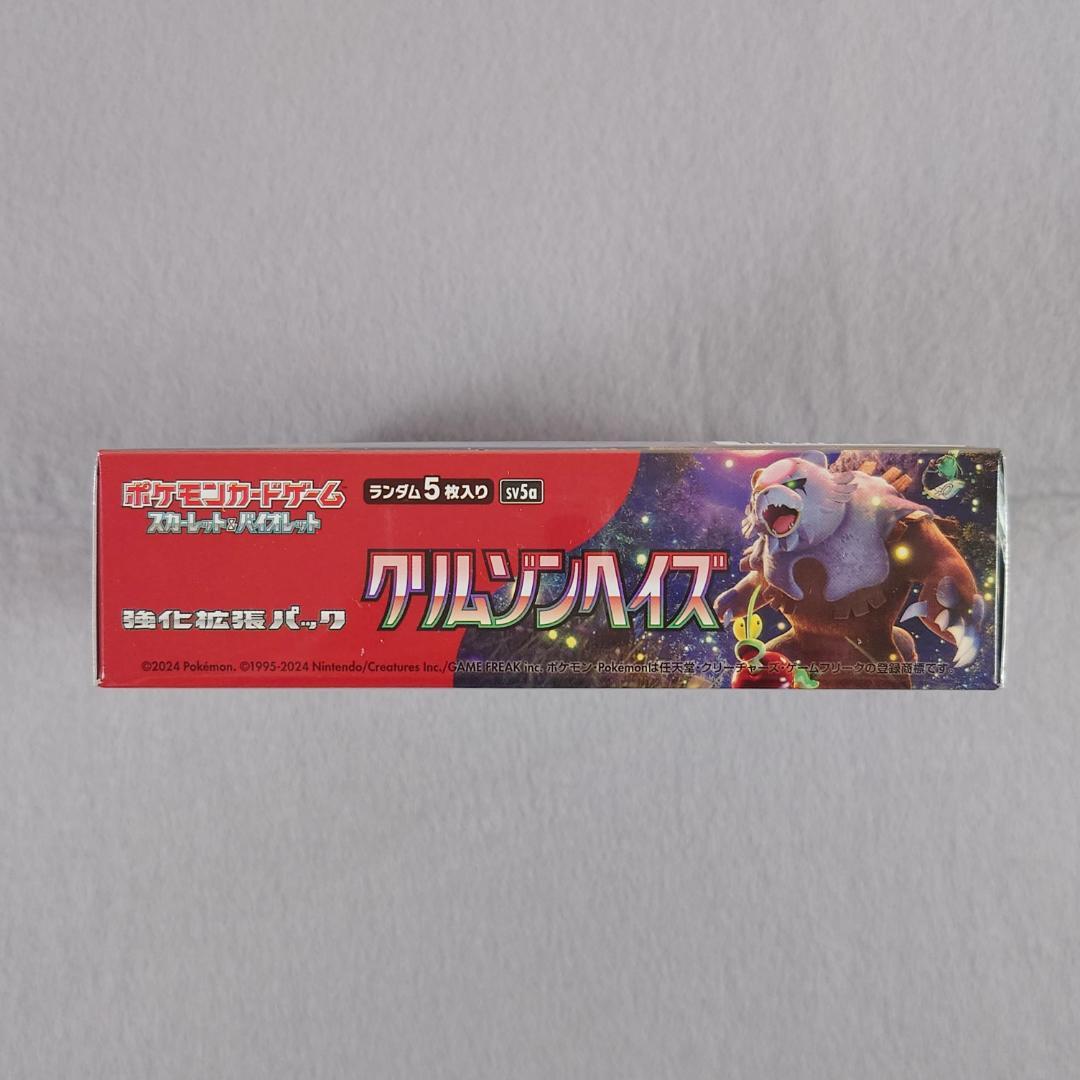 ポケモンカードゲーム
スカーレット&バイオレット
ランダム5枚入り
SV5a
クリムゾンヘイズ
強化拡張パック
©2024 Pokémon. ©1995-2024 Nintendo/Creatures Inc./GAME FREAK inc. ポケモン・Pokémonは任天堂・クリーチャーズ・ゲームフリークの登録商標です。